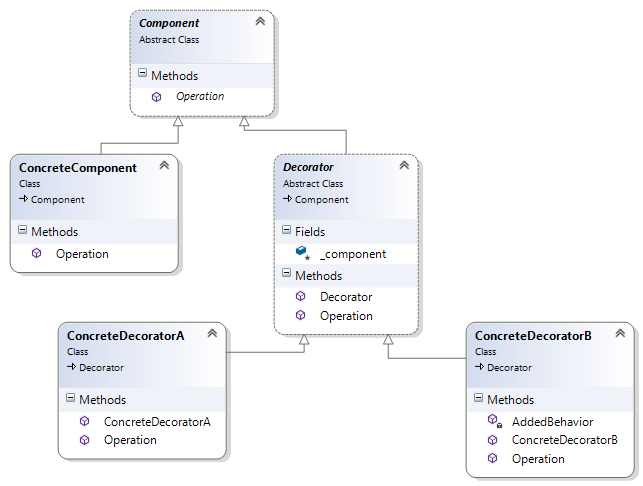 Component
Abstract Class
Methods
Operation
ConcreteComponent
Class
Component
Methods
Operation
Decorator
Abstract Class
Component
Fields
_component
Methods
Decorator
Operation
ConcreteDecoratorA
Class
Decorator
Methods
ConcreteDecoratorA
Operation
ConcreteDecoratorB
Class
Decorator
Methods
AddedBehavior
ConcreteDecoratorB
Operation